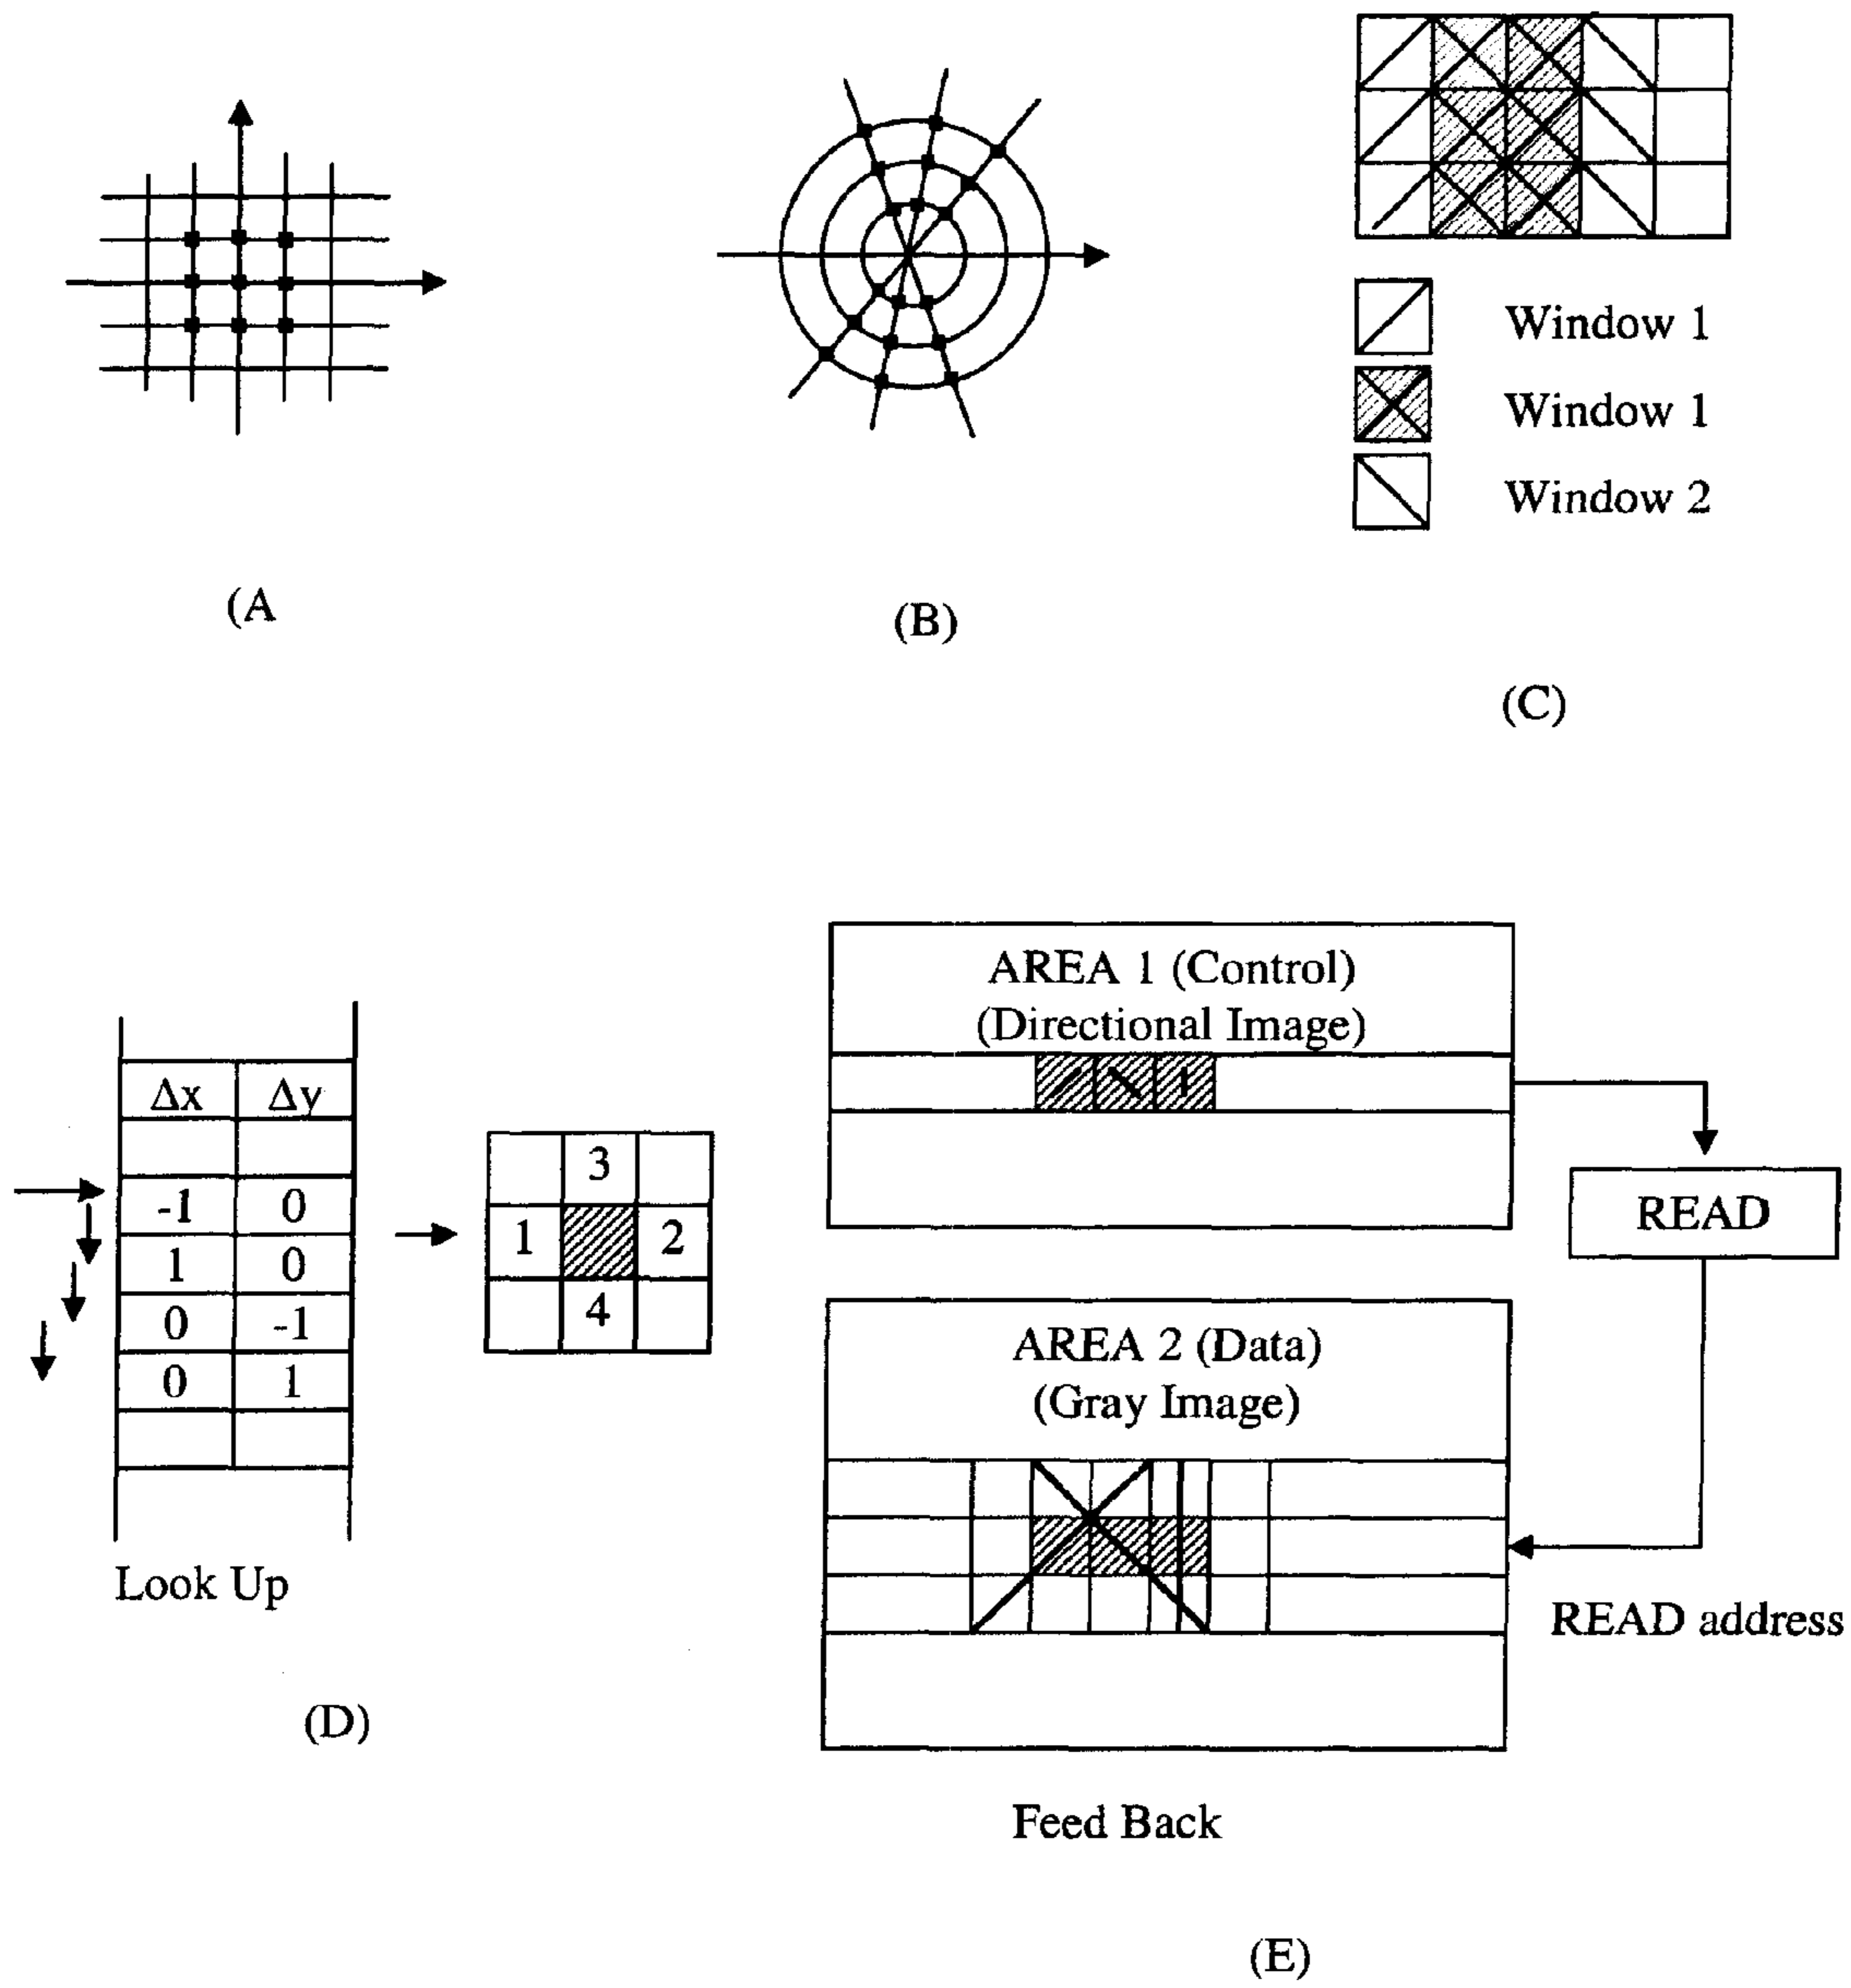 Window 1
Window 1
Window 2
(A
(B)
(C)
Δx Δy
-1 0
1 0
0 -1
0 1
Look Up
3
1 2
4
(D)
AREA 1 (Control)
(Directional Image)
READ
AREA 2 (Data)
(Gray Image)
READ address
Feed Back
(E)